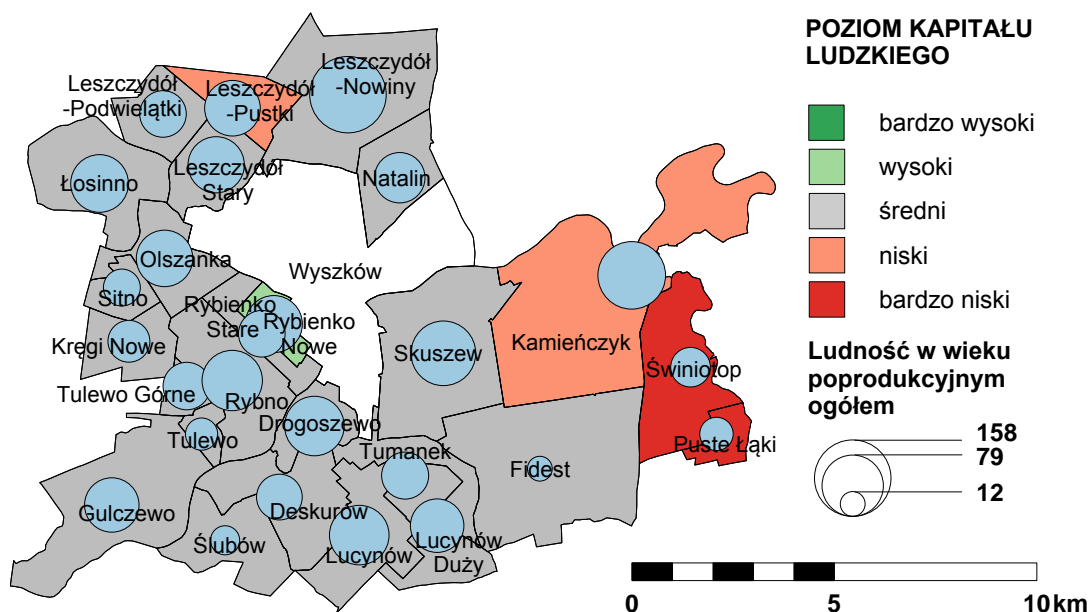 POZIOM KAPITAŁU
LUDZKIEGO
bardzo wysoki
wysoki
średni
niski
bardzo niski
Ludność w wieku
poprodukcyjnym
ogółem
158
79
12
0
5
10 km
Leszczydół
-Nowiny
Leszczydół
-Podwielątki
Leszczydół
-Pustki
Leszczydół
Stary
Natalin
Łosinno
Olszanka
Wyszków
Sitno
Rybienko
Stare
Rybienko
Nowe
Kręgi Nowe
Skuszew
Kamieńczyk
Świniotop
Tulewo Górne
Rybno
Drogoszewo
Tulewo
Tumanek
Puste Łąki
Fidest
Gulczewo
Deskurów
Ślubów
Lucynów
Lucynów
Duży